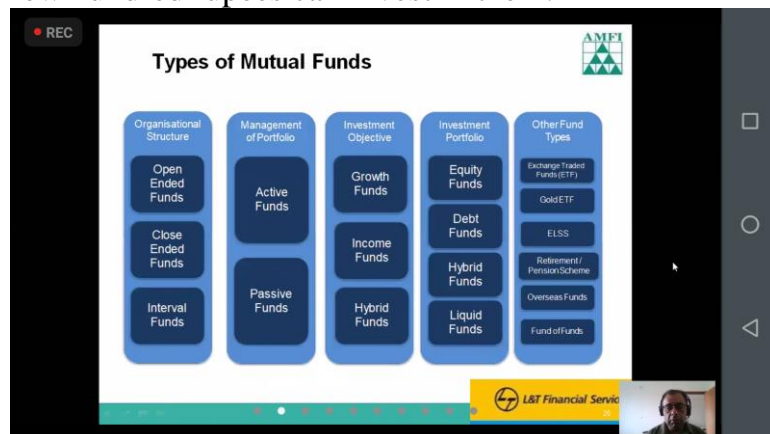 REC
AMFI
Types of Mutual Funds
Organisational
Structure
Open
Ended
Funds
Close
Ended
Funds
Interval
Funds
Management
of Portfolio
Active
Funds
Passive
Funds
Investment
Objective
Growth
Funds
Income
Funds
Hybrid
Funds
Investment
Portfolio
Equity
Funds
Debt
Funds
Hybrid
Funds
Liquid
Funds
Other Fund
Types
Exchange Traded
Funds (ETF)
Gold ETF
ELSS
Retirement /
Pension Scheme
Overseas Funds
Fund of Funds
L&T Financial Servic